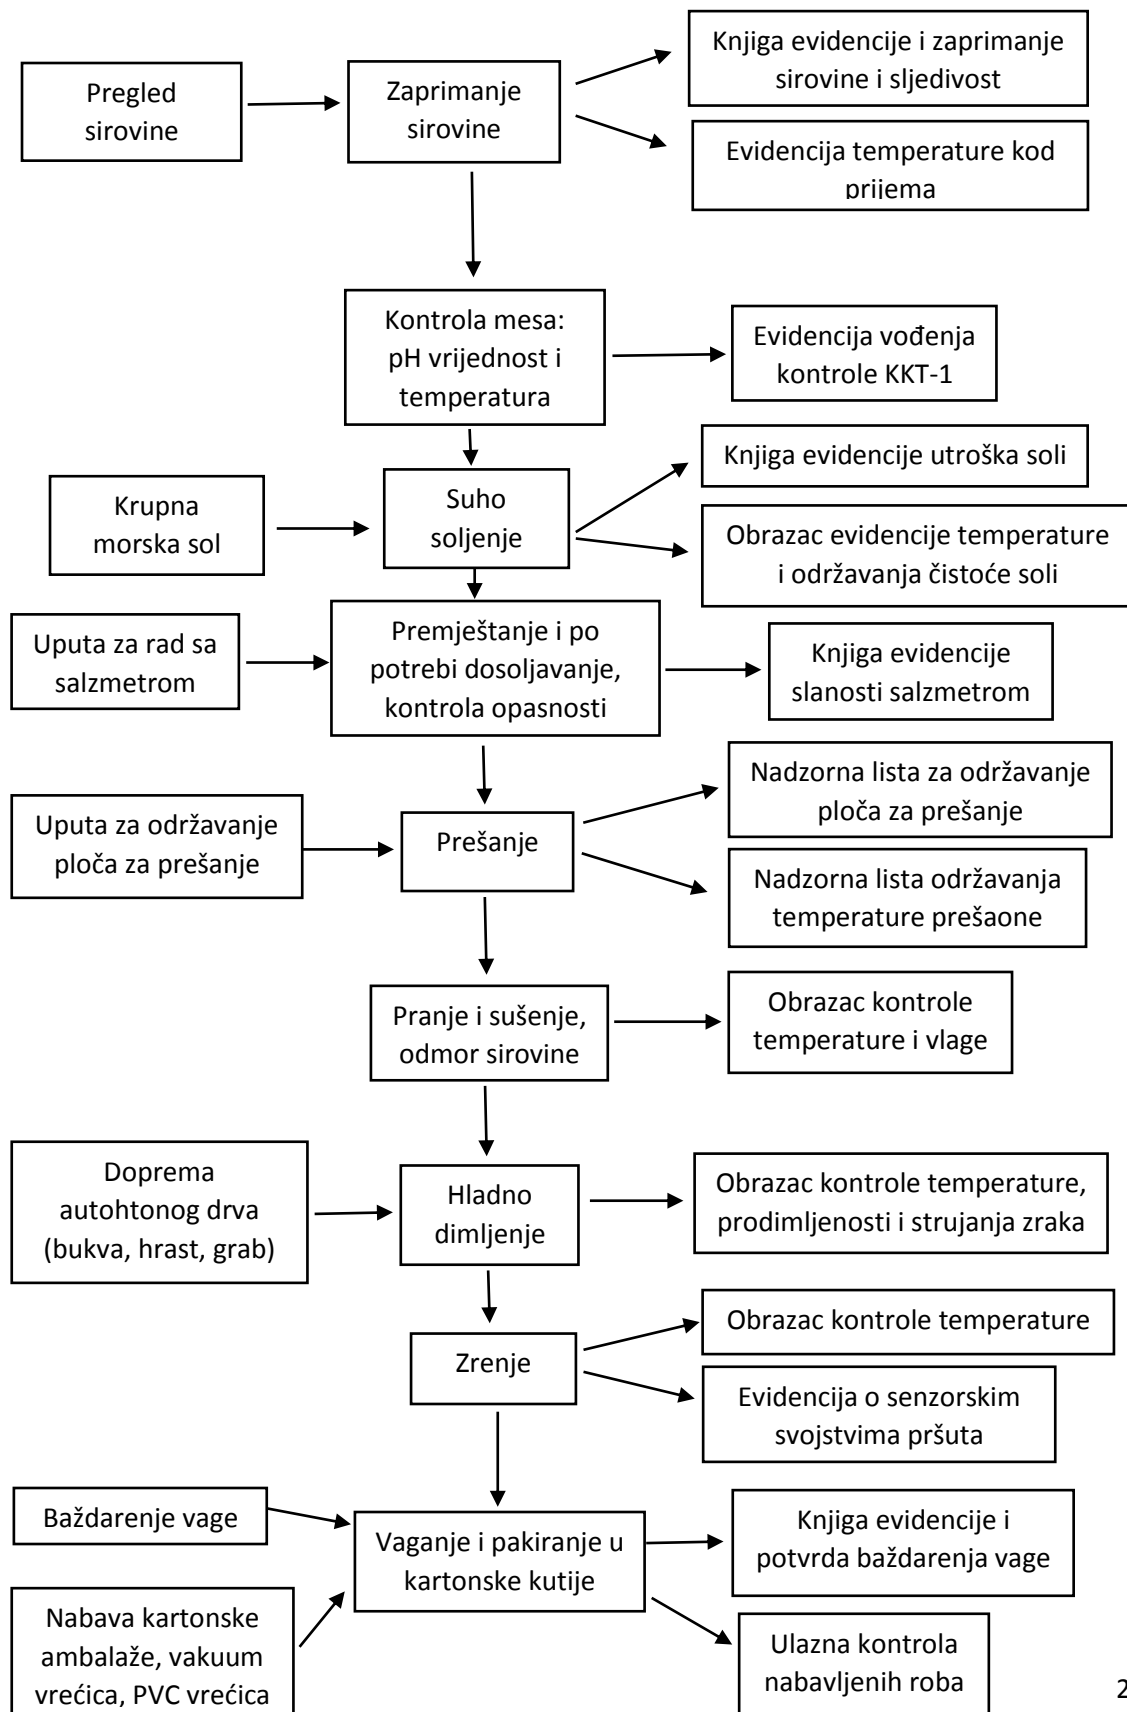 Pregled
sirovine
Zaprimanje
sirovine
Knjiga evidencije i zaprimanje
sirovine i sljedivost
Evidencija temperature kod
prijema
Kontrola mesa:
pH vrijednost i
temperatura
Evidencija vođenja
kontrole KKT-1
Krupna
morska sol
Suho
soljenje
Knjiga evidencije utroška soli
Obrazac evidencije temperature
i održavanja čistoće soli
Uputa za rad sa
salzmetrom
Premještanje i po
potrebi dosoljavanje,
kontrola opasnosti
Knjiga evidencije
slanosti salzmetrom
Uputa za održavanje
ploča za prešanje
Prešanje
Nadzorna lista za održavanje
ploča za prešanje
Nadzorna lista održavanja
temperature prešaone
Pranje i sušenje,
odmor sirovine
Obrazac kontrole
temperature i vlage
Doprema
autohtonog drva
(bukva, hrast, grab)
Hladno
dimljenje
Obrazac kontrole temperature,
prodimljenosti i strujanja zraka
Zrenje
Obrazac kontrole temperature
Evidencija o senzorskim
svojstvima pršuta
Baždarenje vage
Nabava kartonske
ambalaže, vakuum
vrećica, PVC vrećica
Vaganje i pakiranje u
kartonske kutije
Knjiga evidencije i
potvrda baždarenja vage
Ulazna kontrola
nabavljenih roba
2